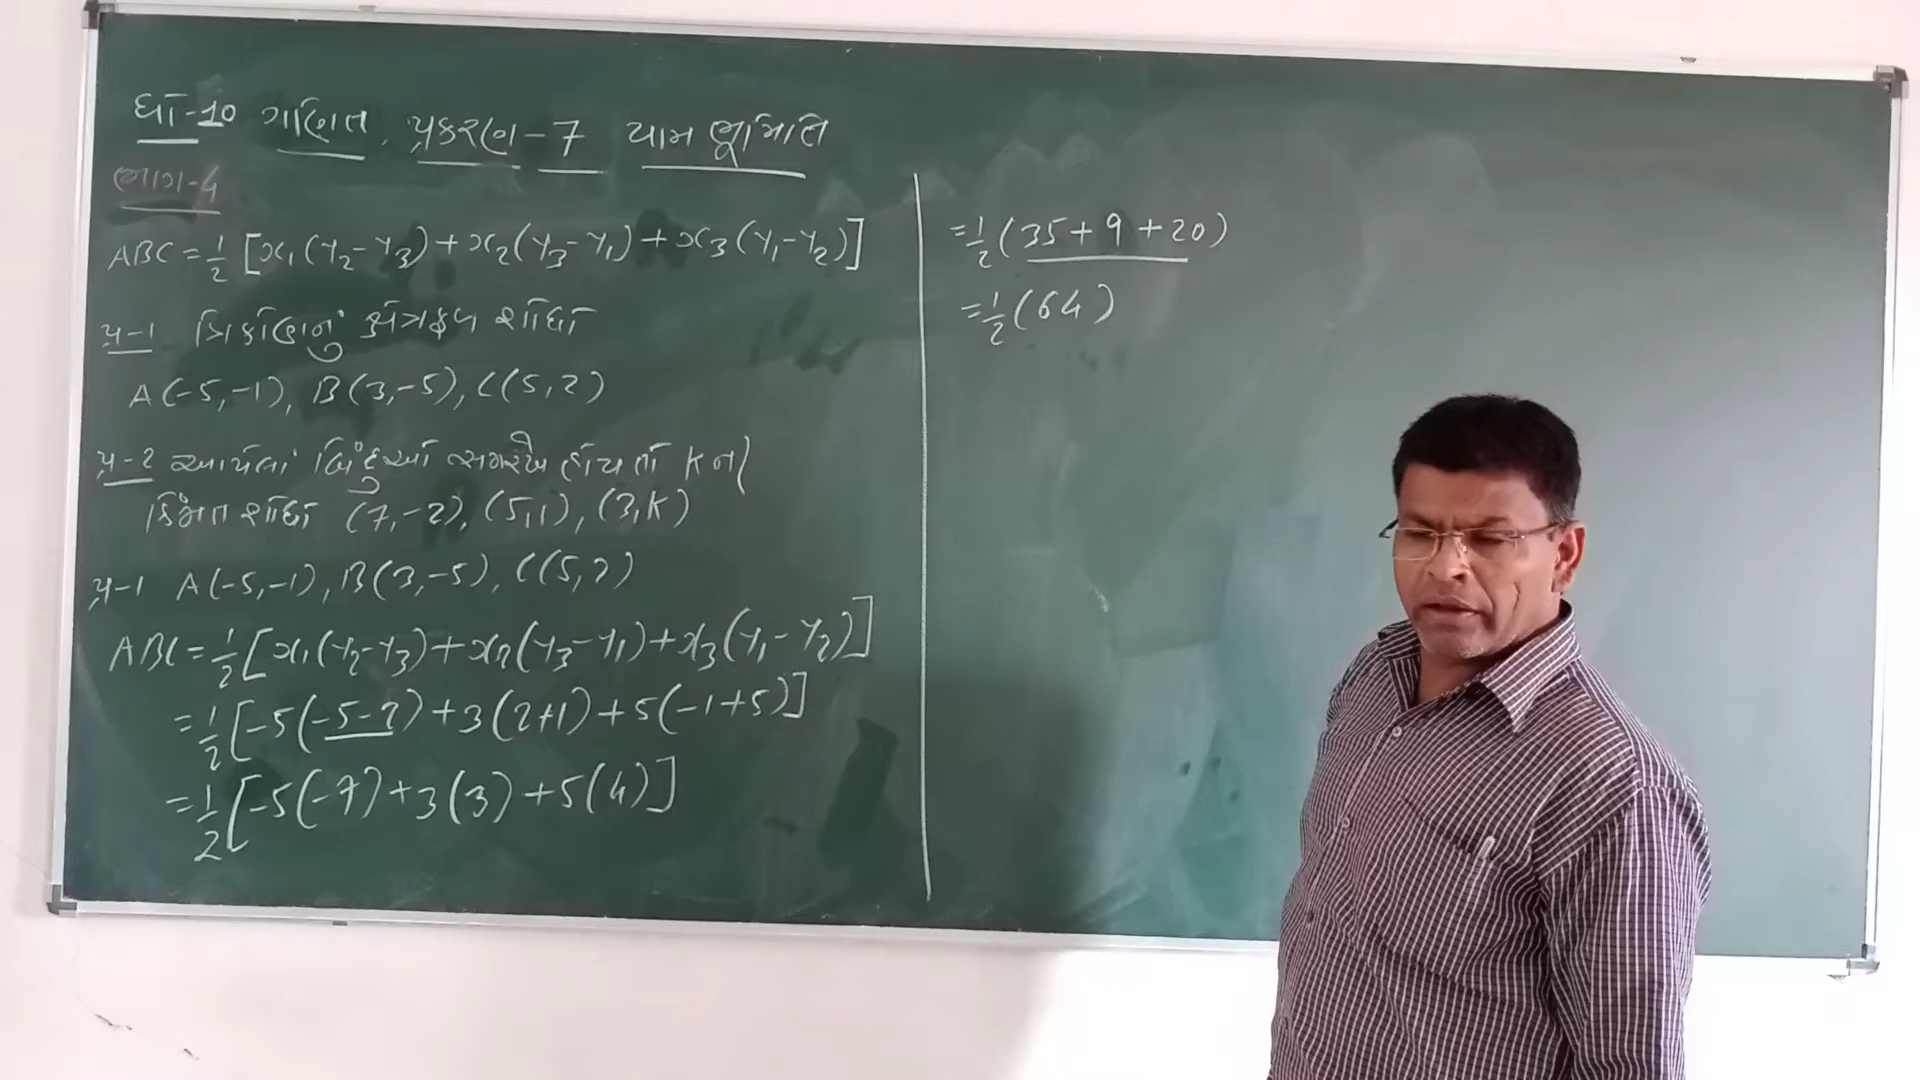 ધો-10 ગણિત પ્રકરણ-7 યામ ભૂમિતિ
ભાગ-4
ABC = 1/2 [x₁(y₂-y₃)+x₂(y₃-y₁)+x₃(y₁-y₂)]
પ્ર-1 ત્રિકોણનું ક્ષેત્રફળ શોધો
A(-5,-1), B(3,-5), C(5,2)
પ્ર-2 આપેલાં બિંદુઓ સમરેખ હોય તો K ની
કિંમત શોધો (7,-2), (5,1), (3,K)
પ્ર-1 A(-5,-1), B(3,-5), C(5,2)
ABC = 1/2 [x₁(y₂-y₃)+x₂(y₃-y₁)+x₃(y₁-y₂)]
= 1/2 [-5(-5-2)+3(2+1)+5(-1+5)]
= 1/2 [-5(-7)+3(3)+5(4)]
= 1/2 (35+9+20)
= 1/2 (64)